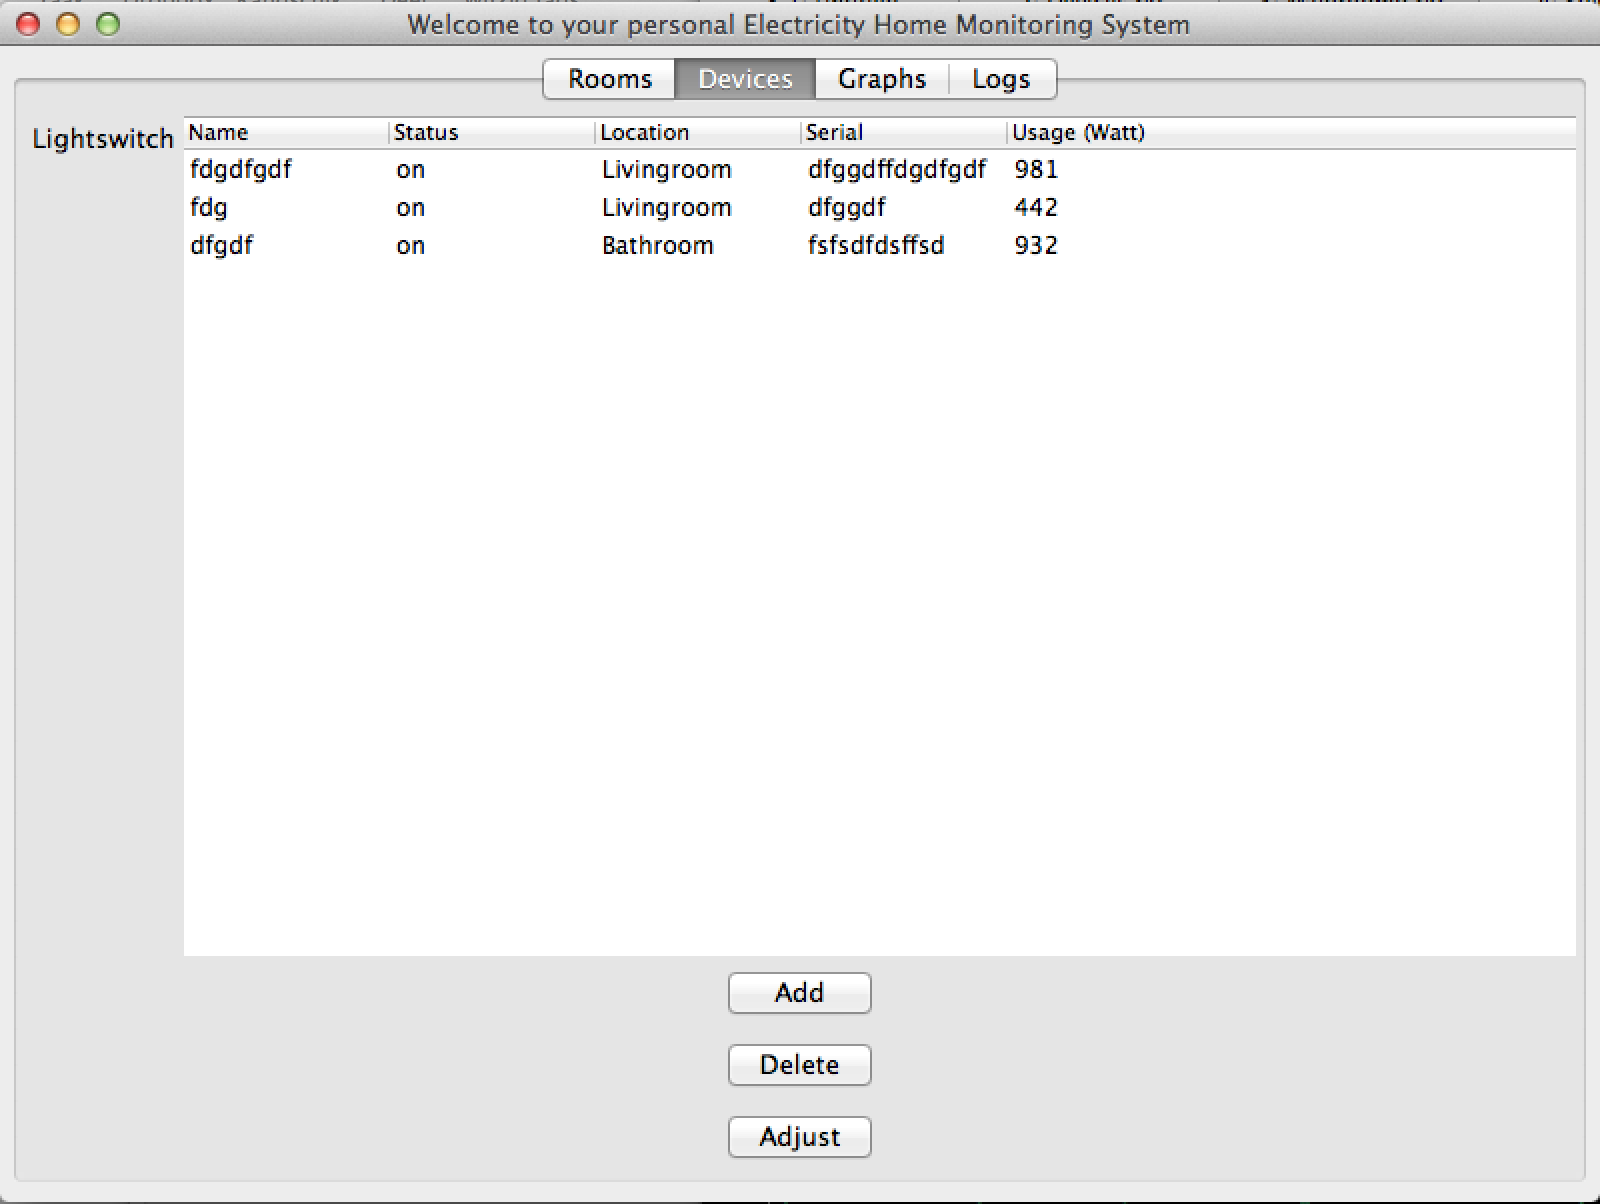 Welcome to your personal Electricity Home Monitoring System
Rooms Devices Graphs Logs
Lightswitch Name Status Location Serial Usage (Watt)
fdgdfgdf on Livingroom dfggdffdgdfgdf 981
fdg on Livingroom dfggdf 442
dfgdf on Bathroom fsfsdfdsffsd 932
Add
Delete
Adjust